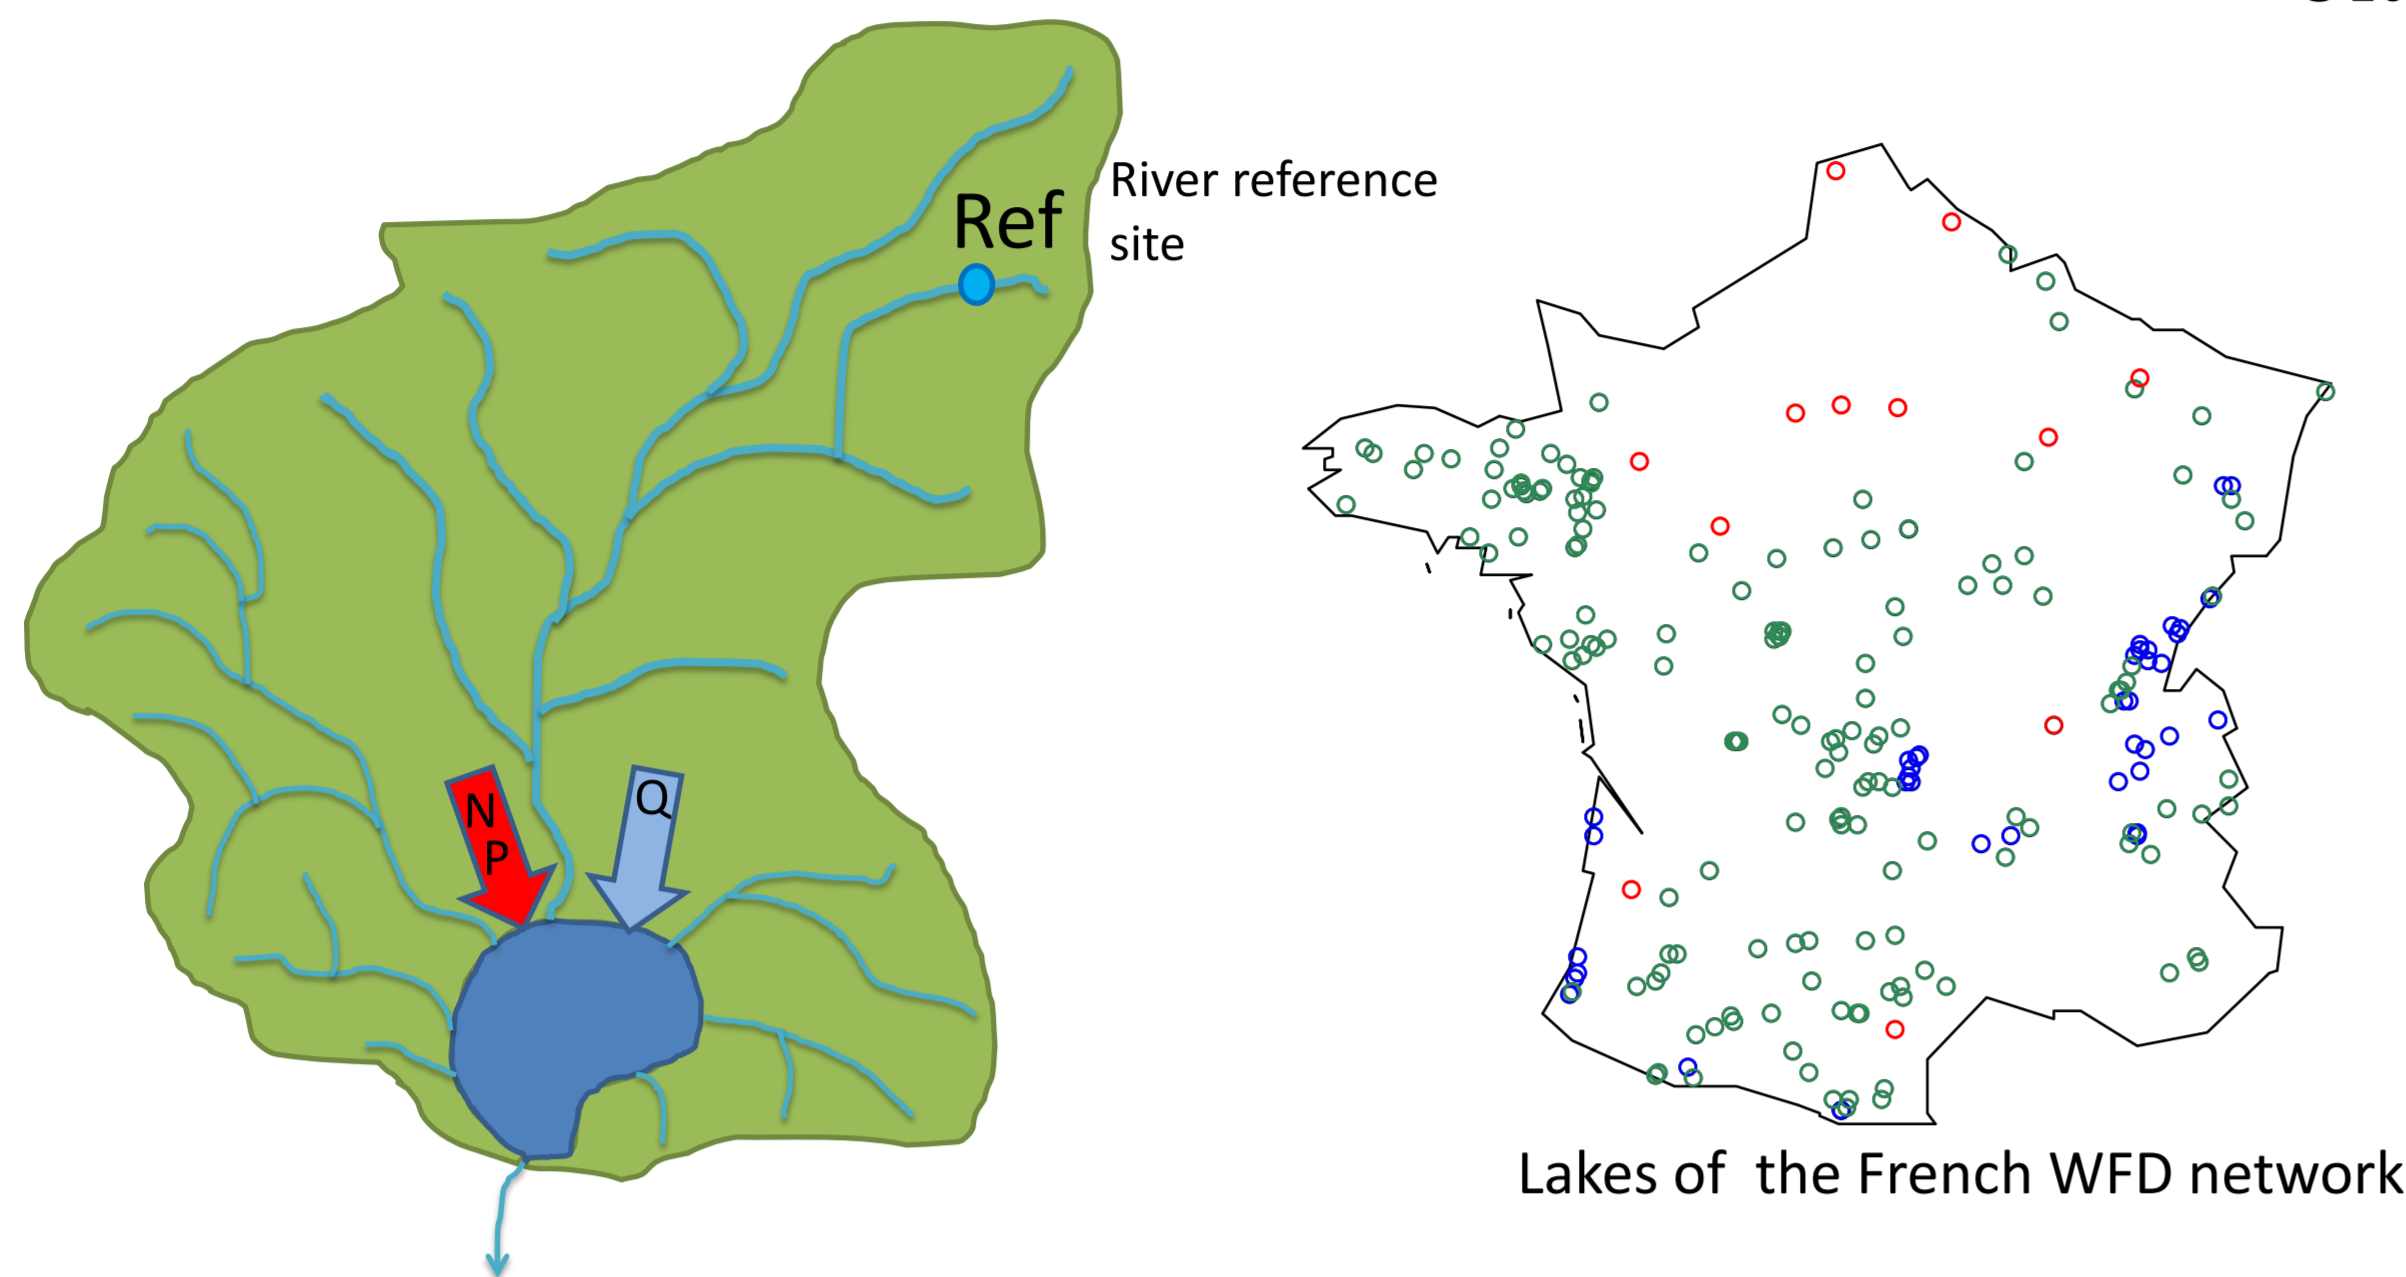 River reference
site
Ref
N
P
Q
Lakes of the French WFD network